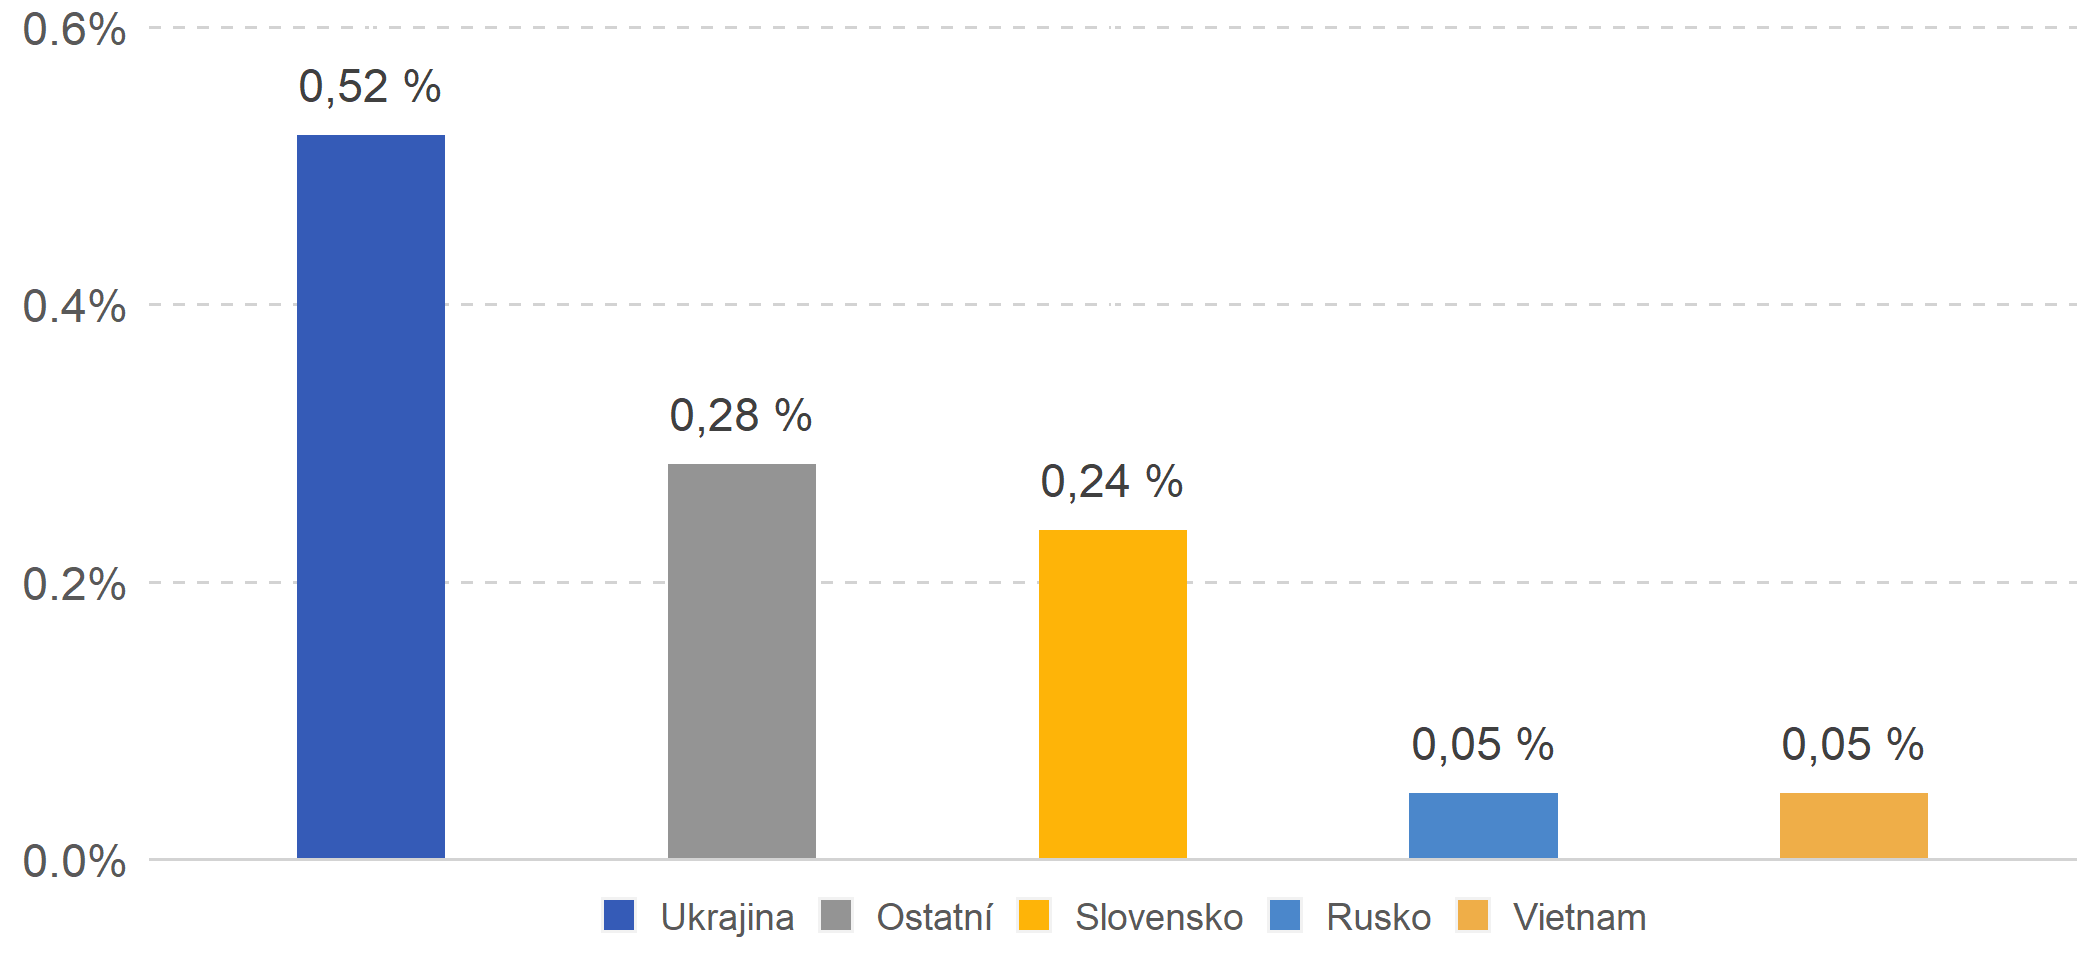 0.6%
0,52 %
0.4%
0,28 %
0,24 %
0.2%
0,05 %
0,05 %
0.0%
Ukrajina
Ostatní
Slovensko
Rusko
Vietnam